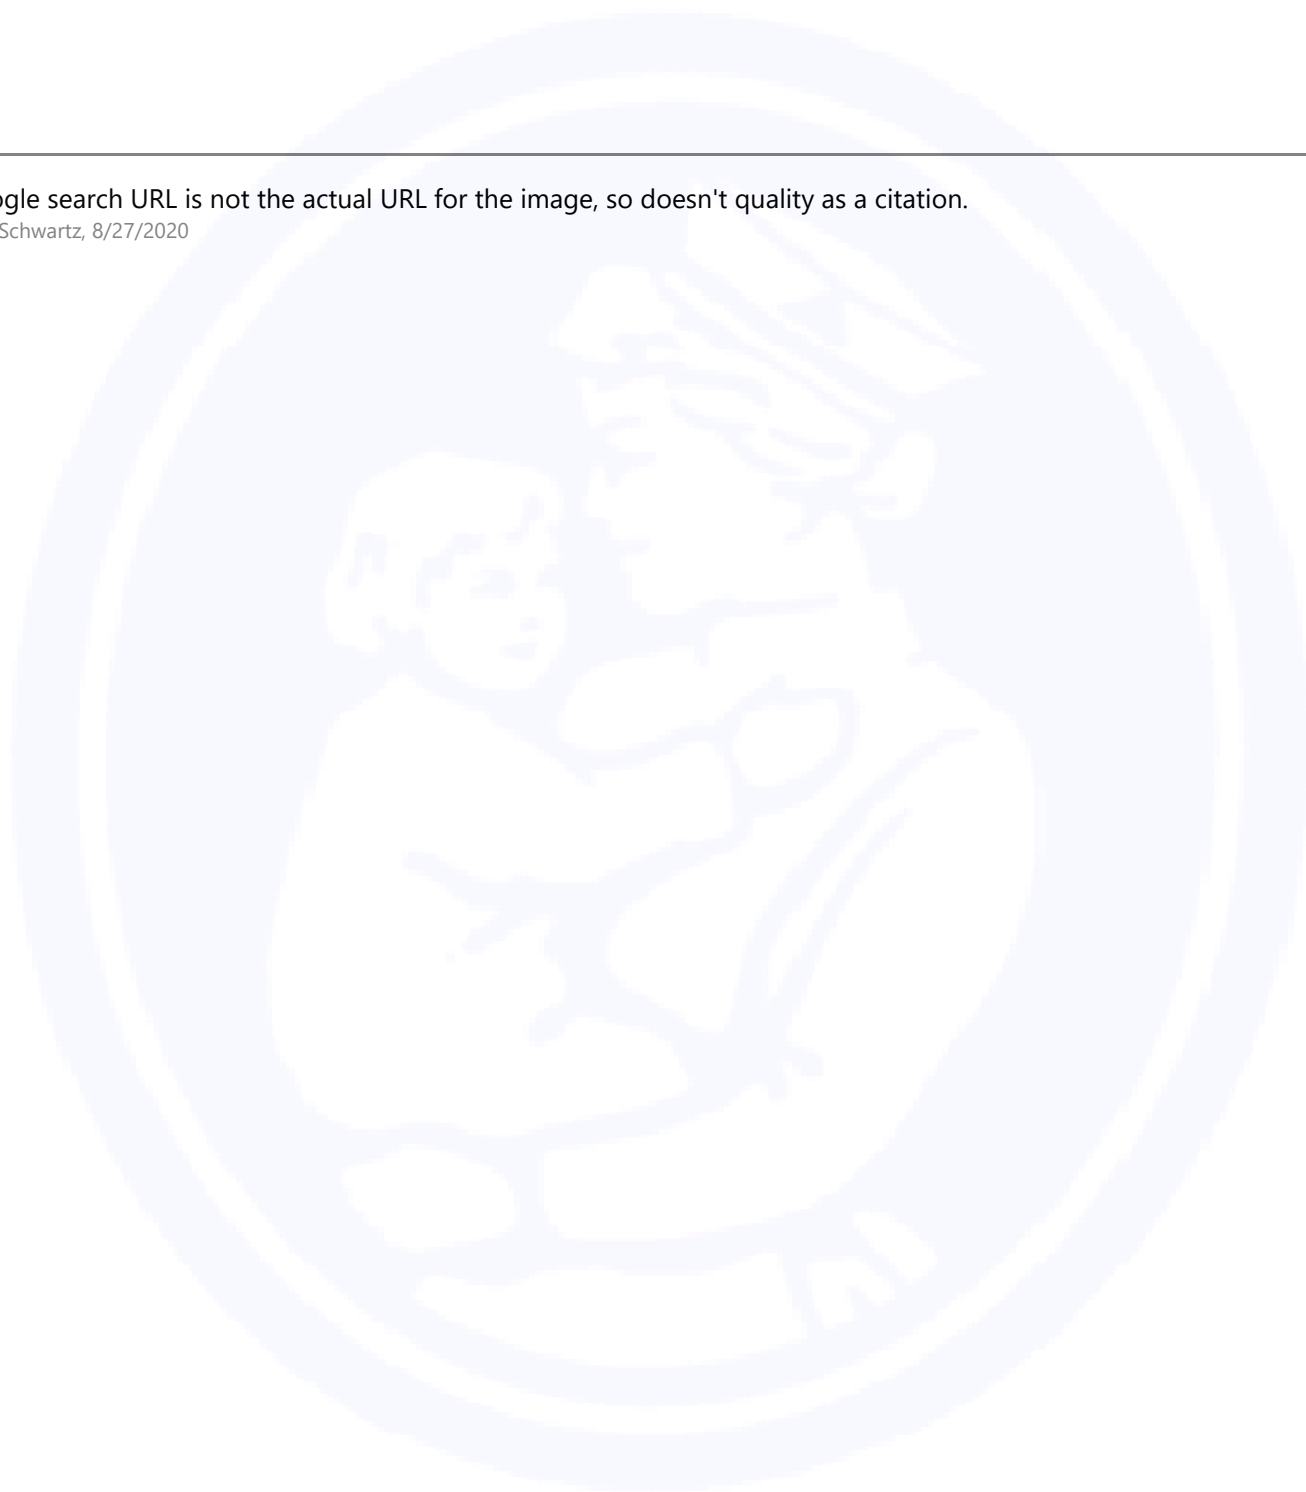 ogle search URL is not the actual URL for the image, so doesn't quality as a citation.
Schwartz, 8/27/2020